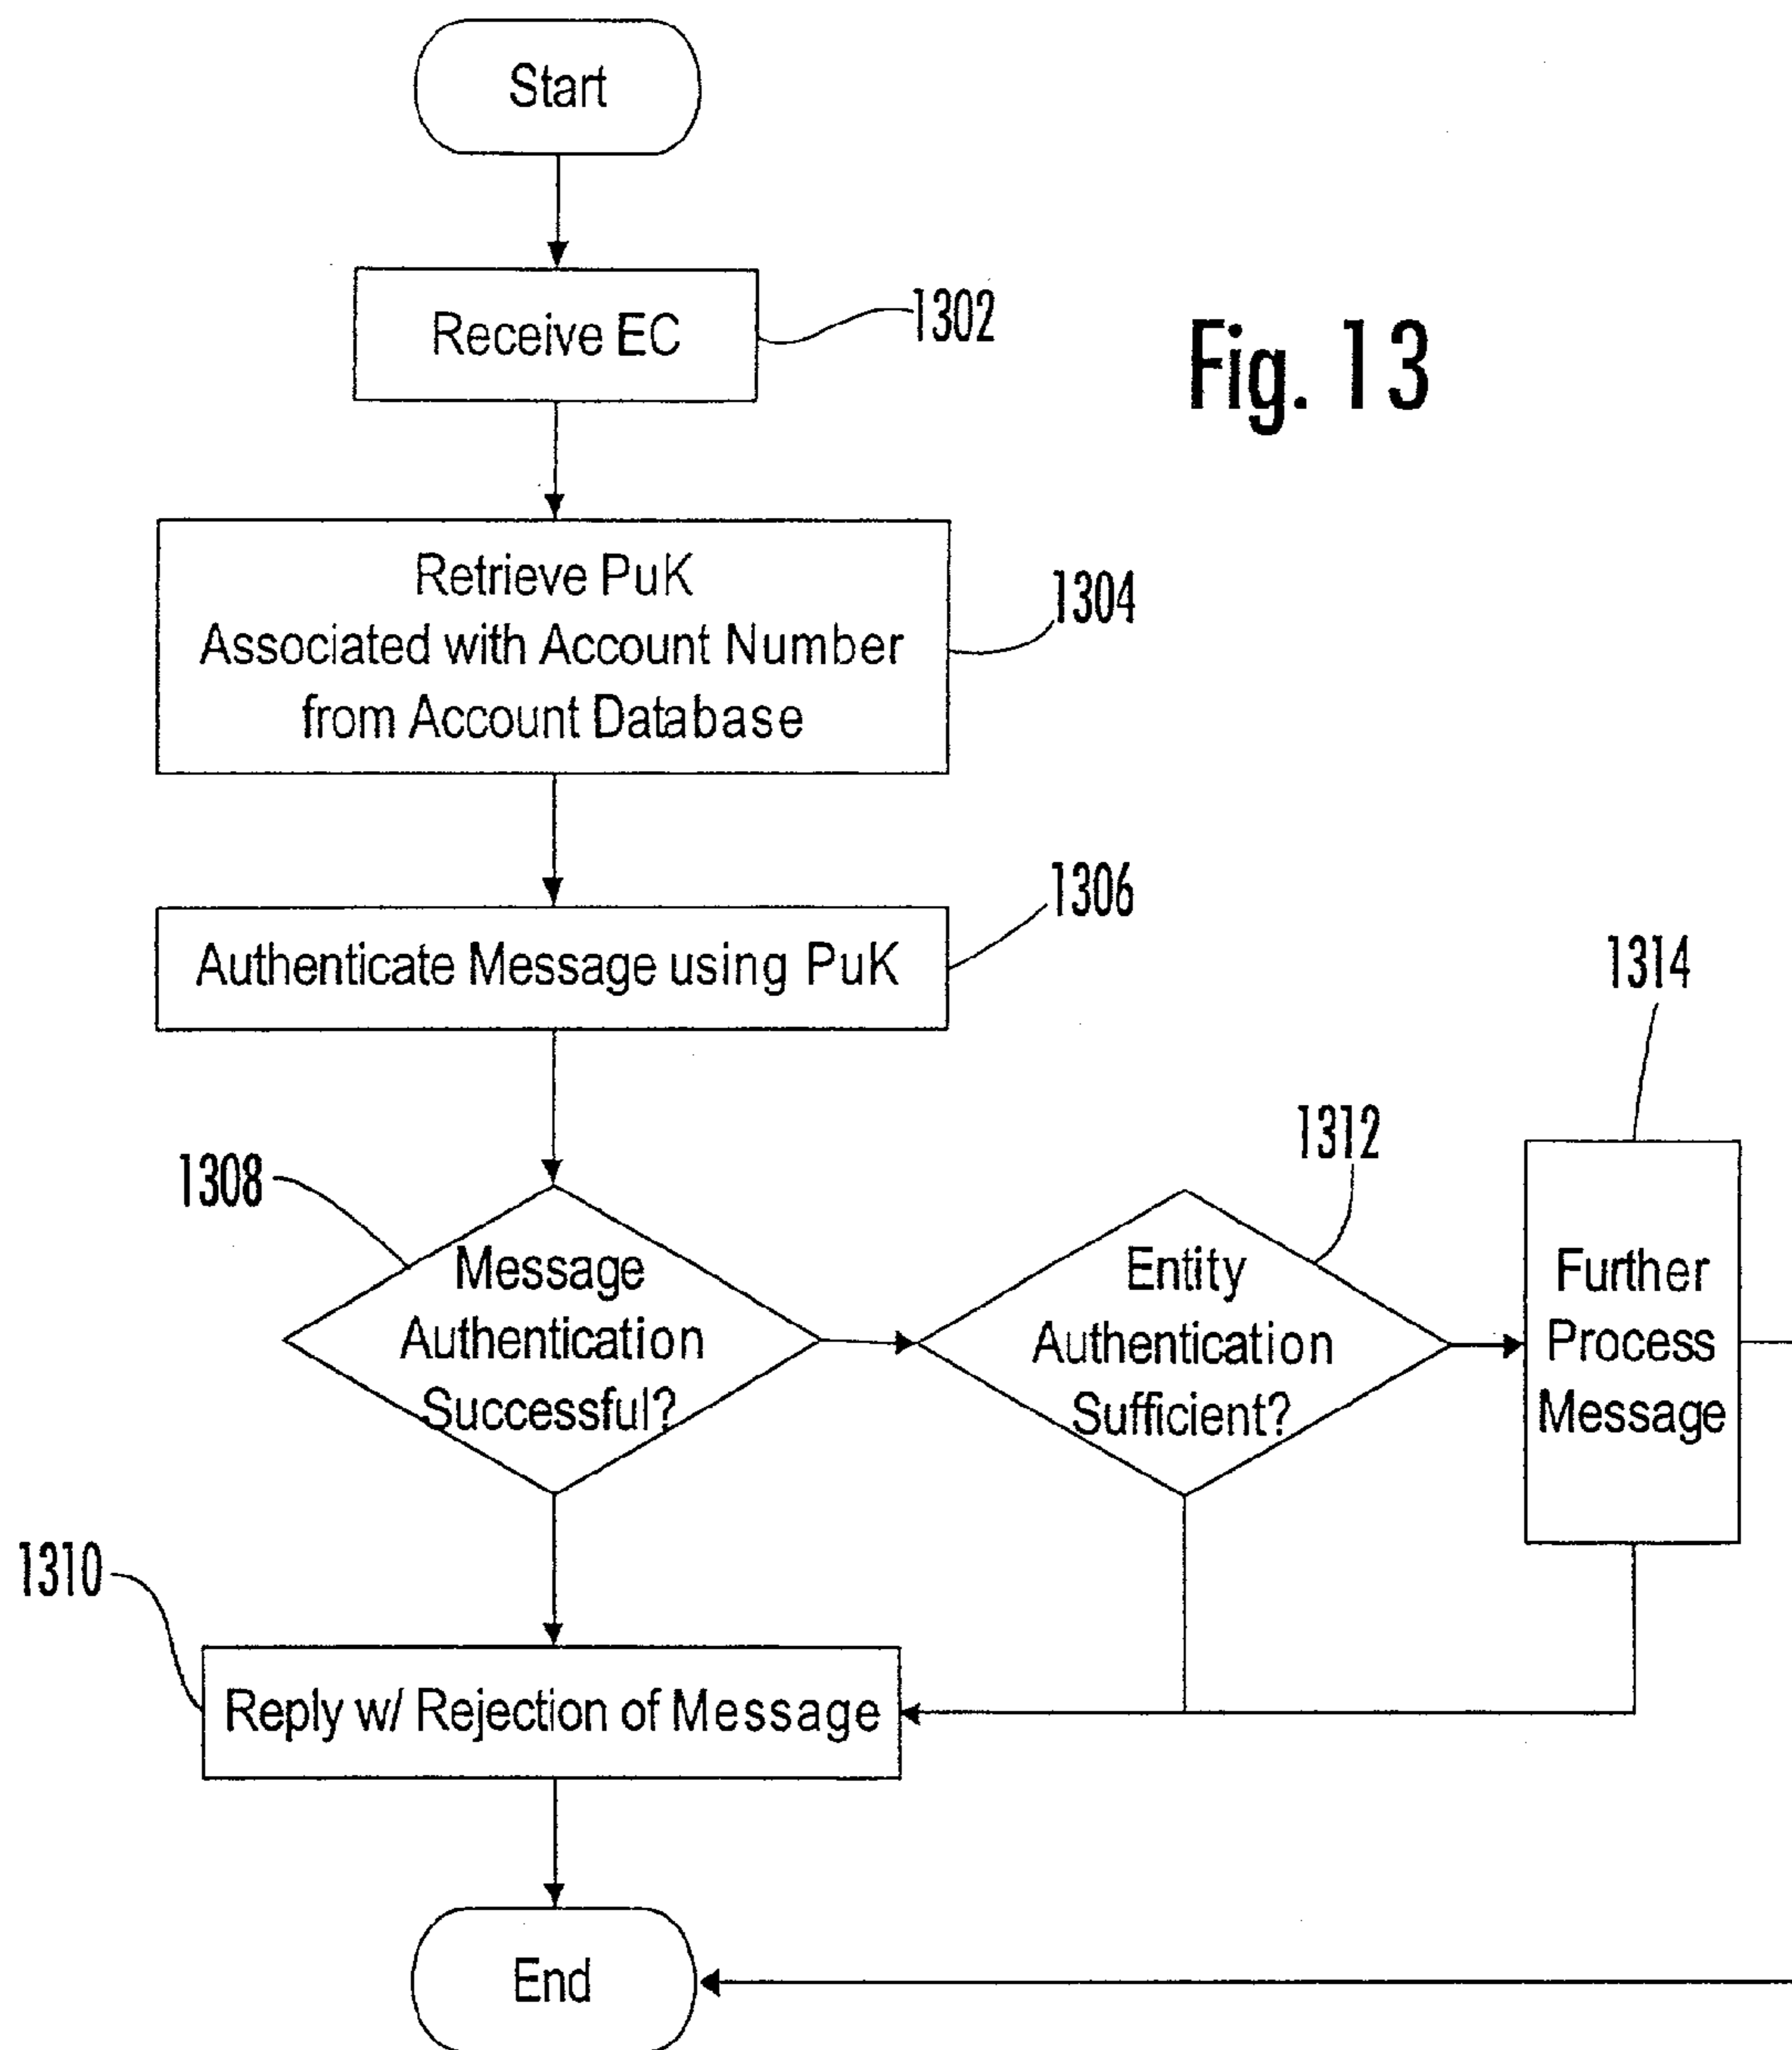 Start
Receive EC
1302
Fig. 13
Retrieve PuK
Associated with Account Number
from Account Database
1304
Authenticate Message using PuK
1306
1308
Message
Authentication
Successful?
1312
Entity
Authentication
Sufficient?
1314
Further
Process
Message
1310
Reply w/ Rejection of Message
End